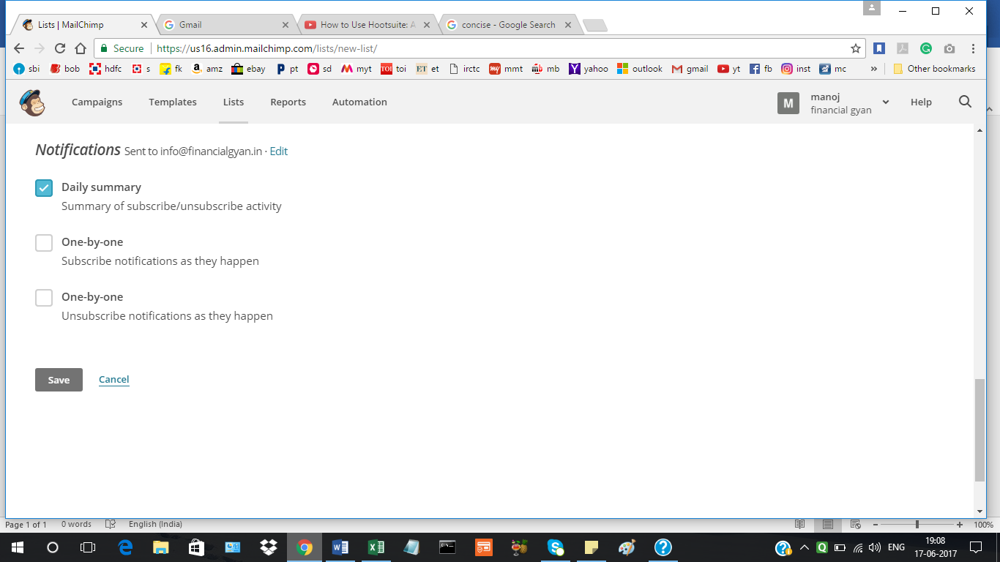 Lists | MailChimp
Gmail
How to Use Hootsuite: A
concise - Google Search
Secure https://us16.admin.mailchimp.com/lists/new-list/
sbi bob hdfc s fk amz ebay pt sd myt TOI toi ET et irctc my mmt mb yahoo outlook gmail yt fb inst mc » Other bookmarks
Campaigns Templates Lists Reports Automation
M manoj Help
financial gyan
Notifications Sent to info@financialgyan.in · Edit
Daily summary
Summary of subscribe/unsubscribe activity
One-by-one
Subscribe notifications as they happen
One-by-one
Unsubscribe notifications as they happen
Save Cancel
Page 1 of 1 0 words English (India) 100%
ENG 19:08
17-06-2017